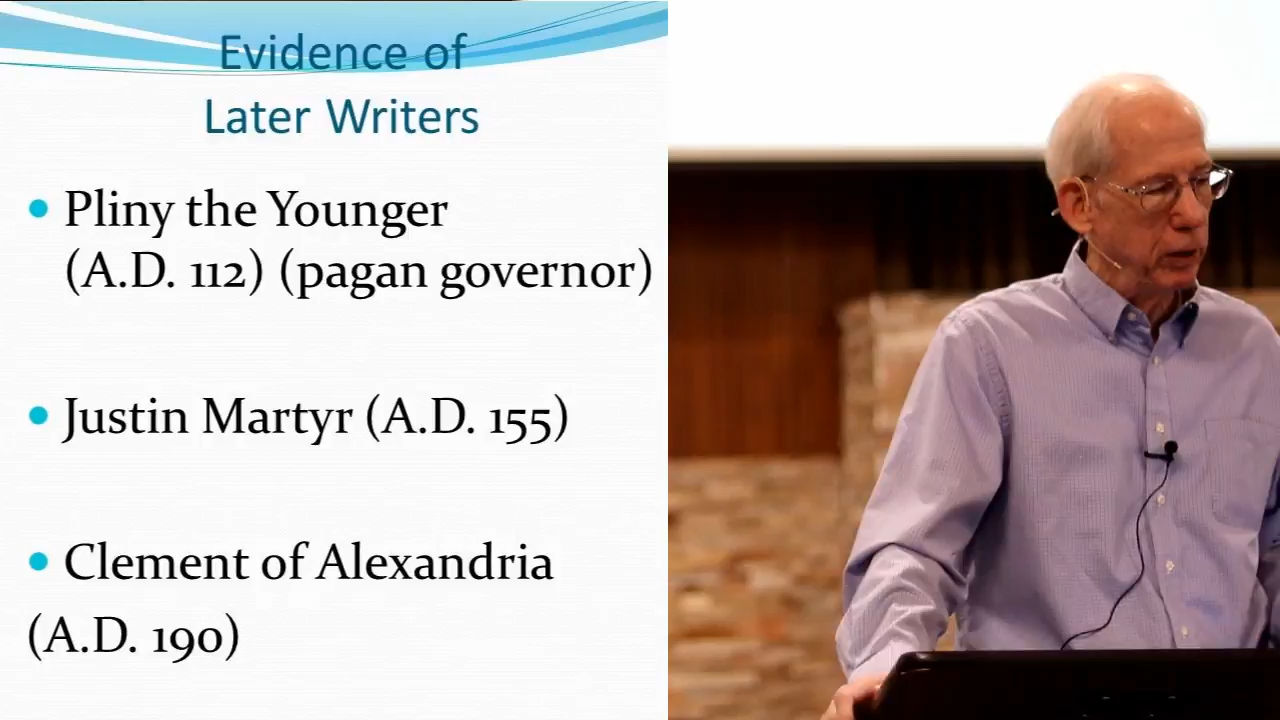 Evidence of
Later Writers
• Pliny the Younger
(A.D. 112) (pagan governor)
• Justin Martyr (A.D. 155)
• Clement of Alexandria
(A.D. 190)